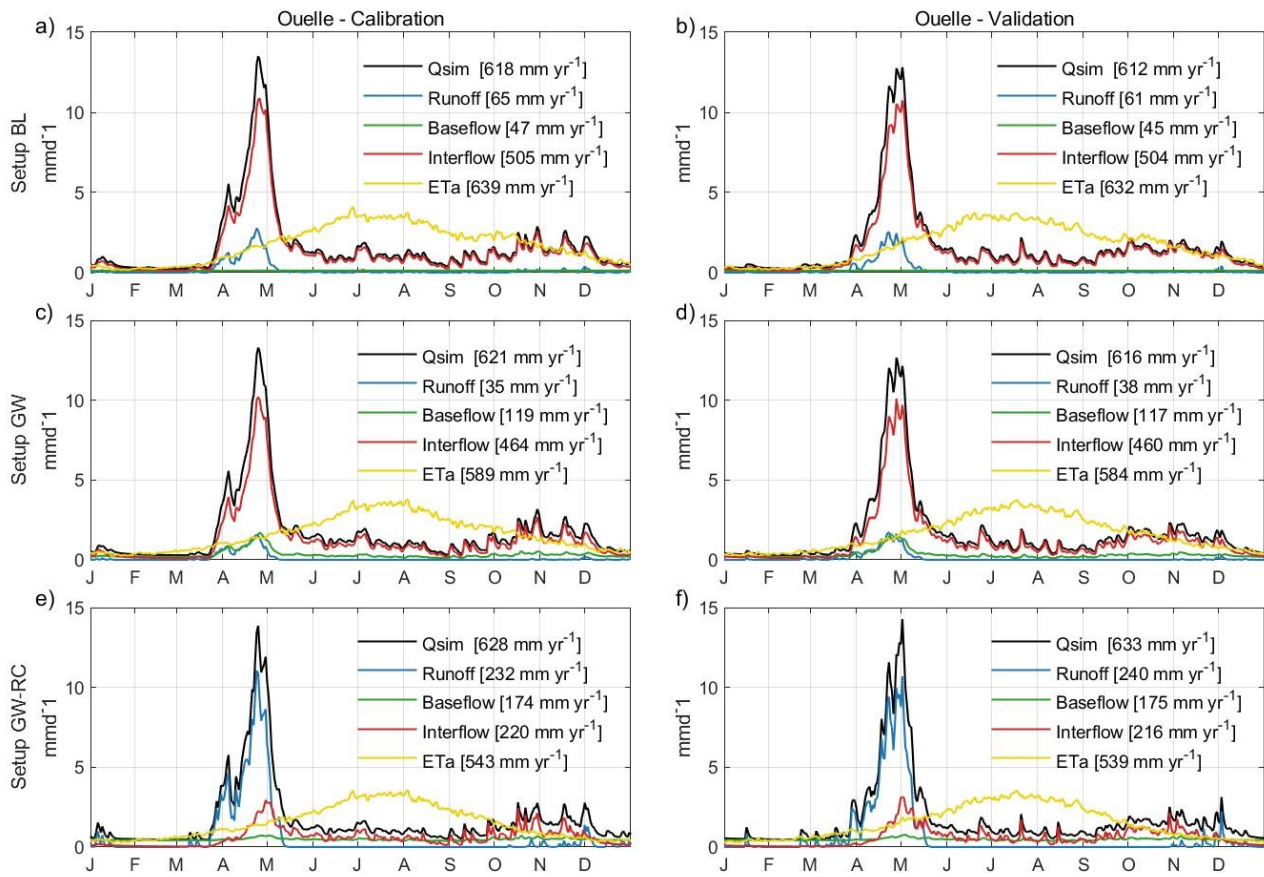 Ouelle - Calibration
a)
15
10
5
0
Setup BL
mmd⁻¹
Qsim [618 mm yr⁻¹]
Runoff [65 mm yr⁻¹]
Baseflow [47 mm yr⁻¹]
Interflow [505 mm yr⁻¹]
ETa [639 mm yr⁻¹]
J F M A M J J A S O N D
Ouelle - Validation
b)
15
10
5
0
mmd⁻¹
Qsim [612 mm yr⁻¹]
Runoff [61 mm yr⁻¹]
Baseflow [45 mm yr⁻¹]
Interflow [504 mm yr⁻¹]
ETa [632 mm yr⁻¹]
J F M A M J J A S O N D
c)
15
10
5
0
Setup GW
mmd⁻¹
Qsim [621 mm yr⁻¹]
Runoff [35 mm yr⁻¹]
Baseflow [119 mm yr⁻¹]
Interflow [464 mm yr⁻¹]
ETa [589 mm yr⁻¹]
J F M A M J J A S O N D
d)
15
10
5
0
mmd⁻¹
Qsim [616 mm yr⁻¹]
Runoff [38 mm yr⁻¹]
Baseflow [117 mm yr⁻¹]
Interflow [460 mm yr⁻¹]
ETa [584 mm yr⁻¹]
J F M A M J J A S O N D
e)
15
10
5
0
Setup GW-RC
mmd⁻¹
Qsim [628 mm yr⁻¹]
Runoff [232 mm yr⁻¹]
Baseflow [174 mm yr⁻¹]
Interflow [220 mm yr⁻¹]
ETa [543 mm yr⁻¹]
J F M A M J J A S O N D
f)
15
10
5
0
mmd⁻¹
Qsim [633 mm yr⁻¹]
Runoff [240 mm yr⁻¹]
Baseflow [175 mm yr⁻¹]
Interflow [216 mm yr⁻¹]
ETa [539 mm yr⁻¹]
J F M A M J J A S O N D